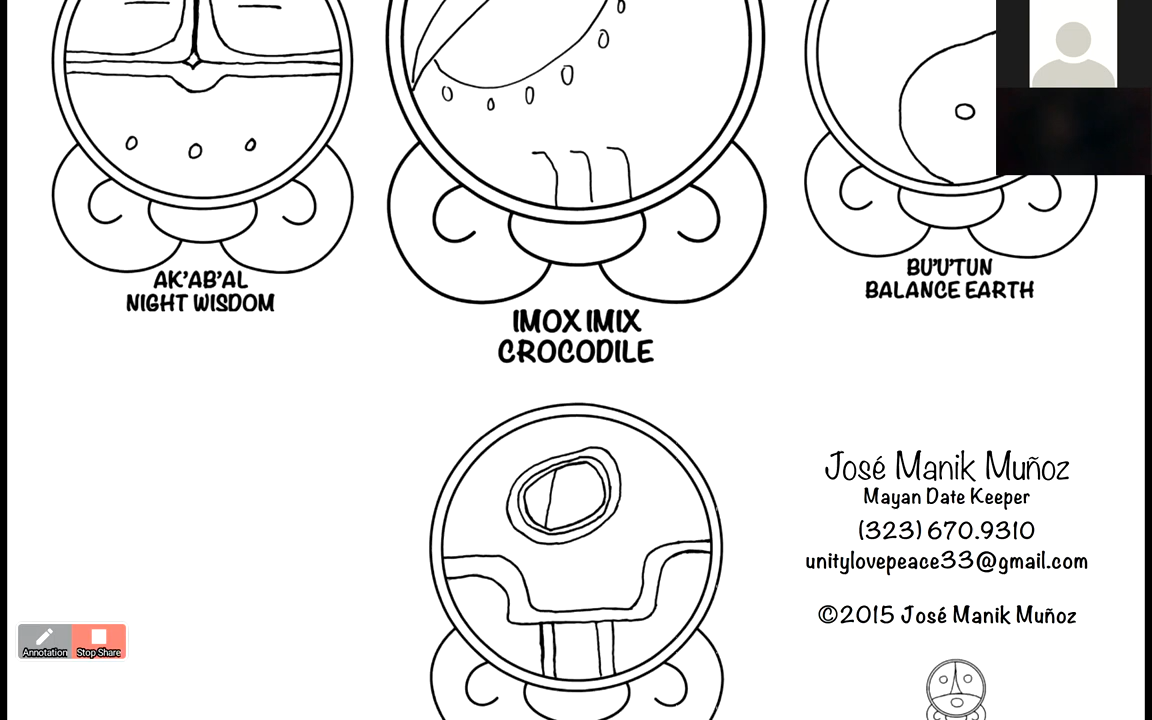 AK'AB'AL
NIGHT WISDOM
IMOX IMIX
CROCODILE
BU'U'TUN
BALANCE EARTH
José Manik Muñoz
Mayan Date Keeper
(323) 670.9310
unitylovepeace33@gmail.com
©2015 José Manik Muñoz
Annotation
Stop Share